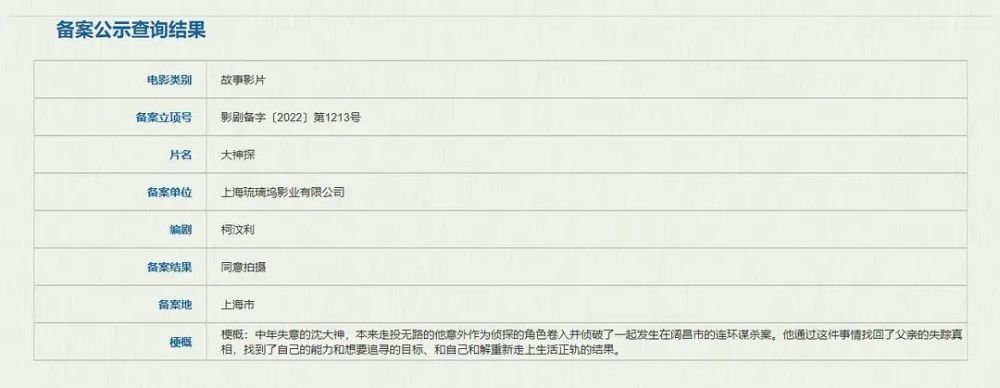 备案公示查询结果
电影类别 故事影片
备案立项号 影剧备字〔2022〕第1213号
片名 大神探
备案单位 上海琉璃坞影业有限公司
编剧 柯汶利
备案结果 同意拍摄
备案地 上海市
梗概 梗概：中年失意的沈大神，本来走投无路的他意外作为侦探的角色卷入并侦破了一起发生在阔昌市的连环谋杀案。他通过这件事情找回了父亲的失踪真
相，找到了自己的能力和想要追寻的目标、和自己和解重新走上生活正轨的结果。